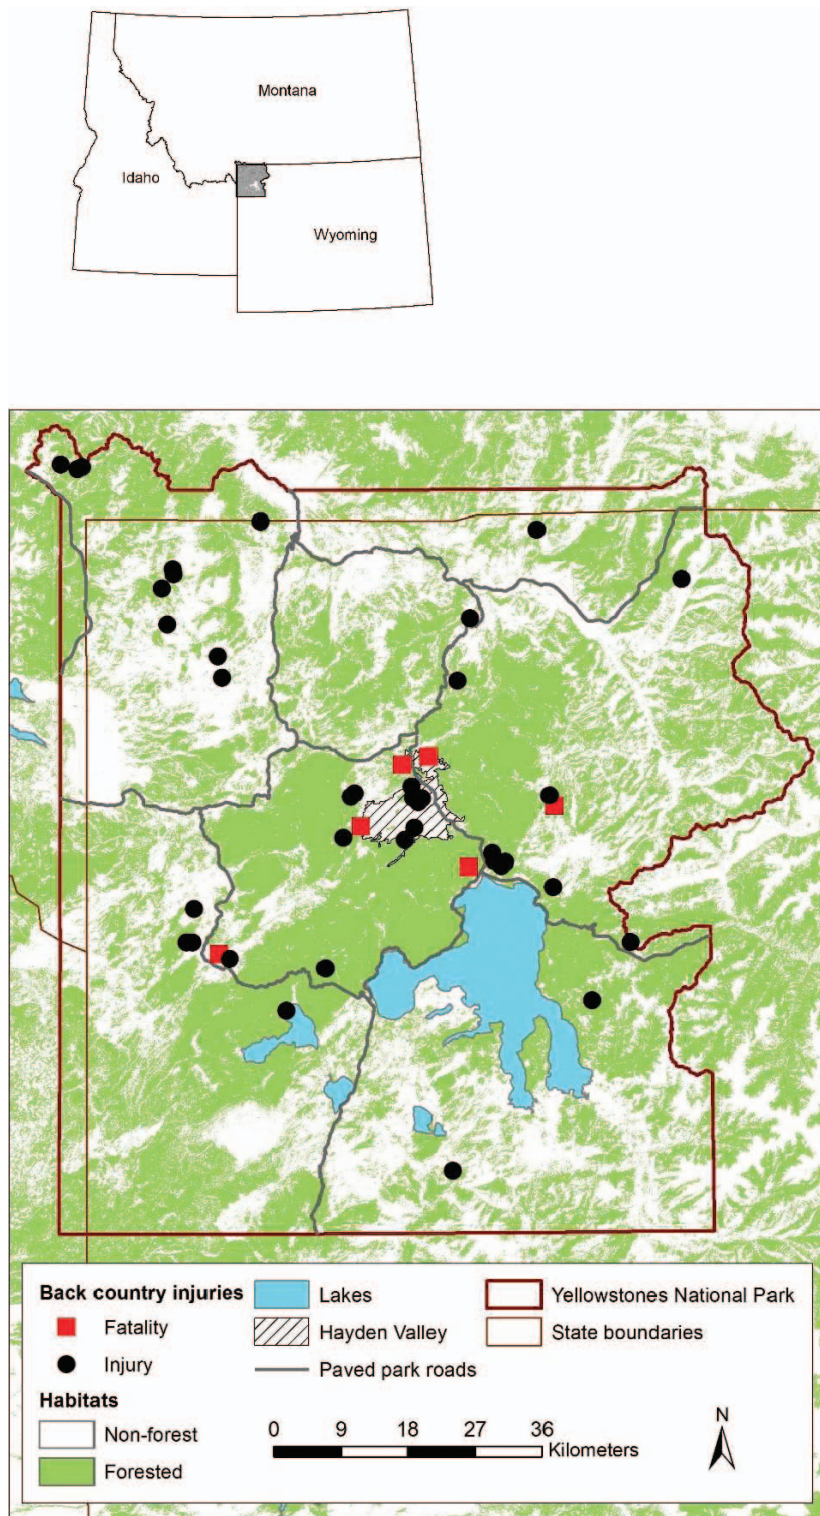 Montana
Idaho
Wyoming
Back country injuries
Fatality
Injury
Habitats
Non-forest
Forested
Lakes
Hayden Valley
Paved park roads
Yellowstones National Park
State boundaries
0 9 18 27 36
Kilometers
N